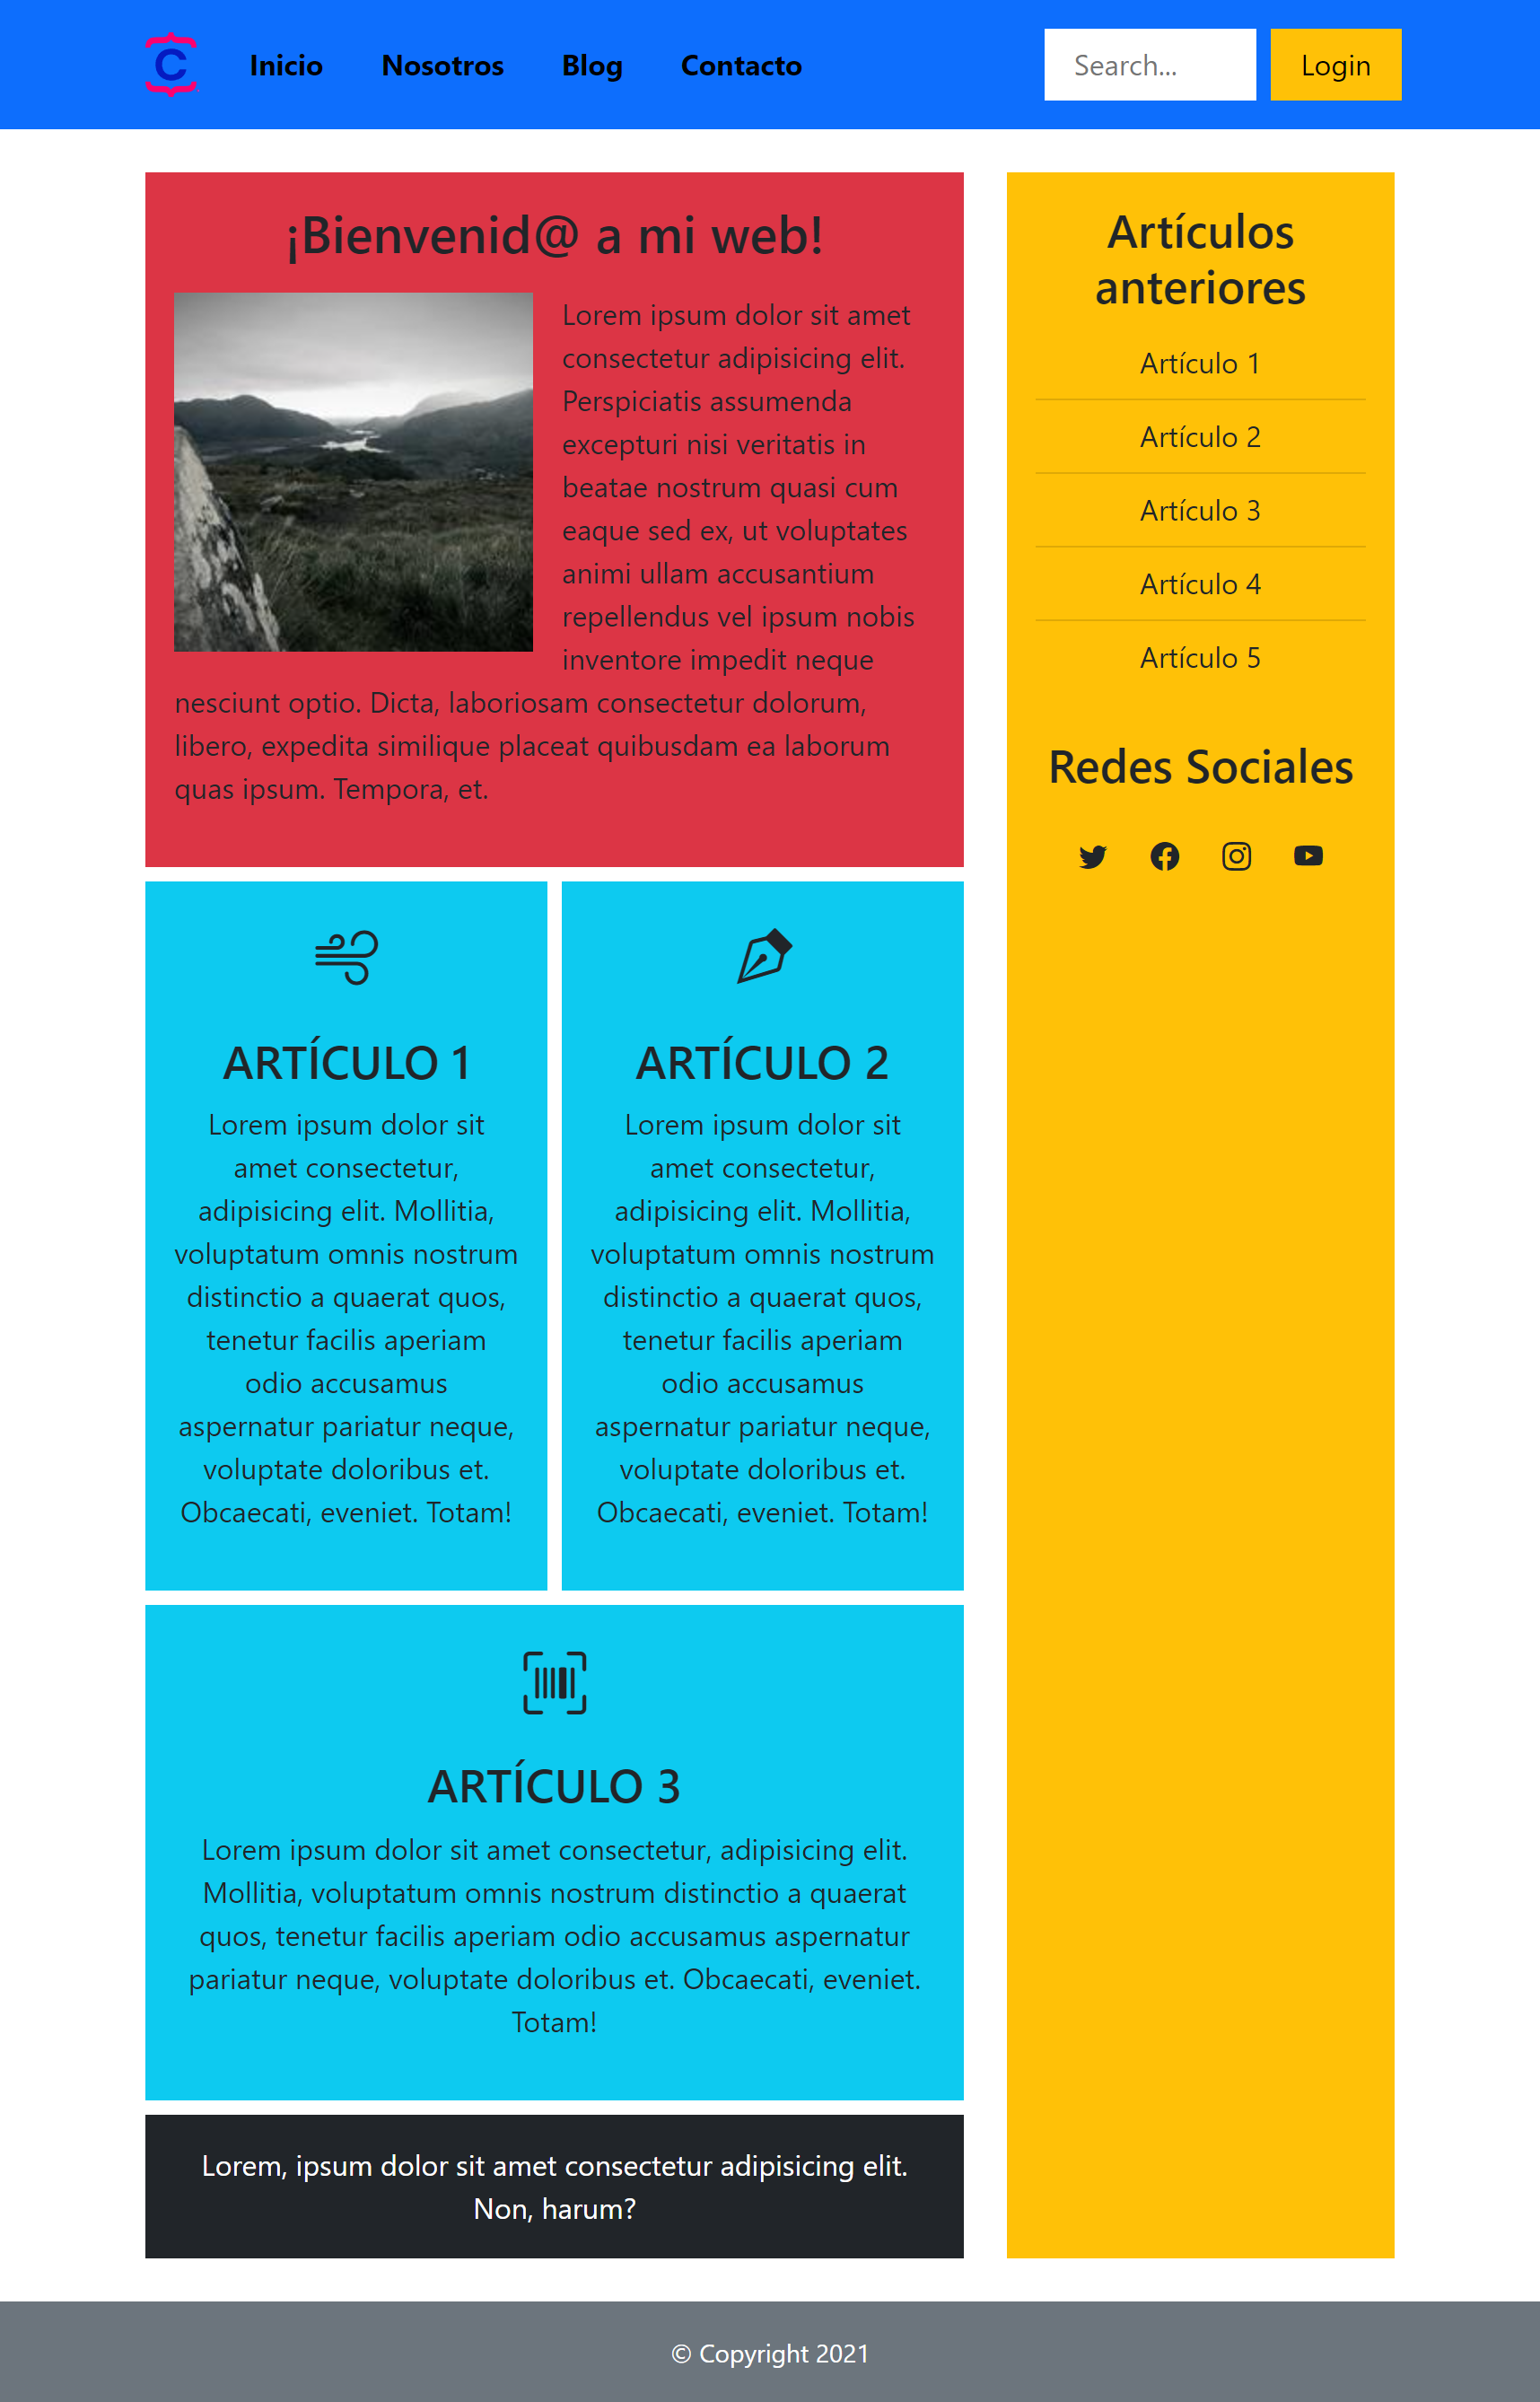 C
Inicio Nosotros Blog Contacto Search... Login
¡Bienvenid@ a mi web!
Lorem ipsum dolor sit amet
consectetur adipisicing elit.
Perspiciatis assumenda
excepturi nisi veritatis in
beatae nostrum quasi cum
eaque sed ex, ut voluptates
animi ullam accusantium
repellendus vel ipsum nobis
inventore impedit neque
nesciunt optio. Dicta, laboriosam consectetur dolorum,
libero, expedita similique placeat quibusdam ea laborum
quas ipsum. Tempora, et.
ARTÍCULO 1
Lorem ipsum dolor sit
amet consectetur,
adipisicing elit. Mollitia,
voluptatum omnis nostrum
distinctio a quaerat quos,
tenetur facilis aperiam
odio accusamus
aspernatur pariatur neque,
voluptate doloribus et.
Obcaecati, eveniet. Totam!
ARTÍCULO 2
Lorem ipsum dolor sit
amet consectetur,
adipisicing elit. Mollitia,
voluptatum omnis nostrum
distinctio a quaerat quos,
tenetur facilis aperiam
odio accusamus
aspernatur pariatur neque,
voluptate doloribus et.
Obcaecati, eveniet. Totam!
ARTÍCULO 3
Lorem ipsum dolor sit amet consectetur, adipisicing elit.
Mollitia, voluptatum omnis nostrum distinctio a quaerat
quos, tenetur facilis aperiam odio accusamus aspernatur
pariatur neque, voluptate doloribus et. Obcaecati, eveniet.
Totam!
Lorem, ipsum dolor sit amet consectetur adipisicing elit.
Non, harum?
Artículos
anteriores
Artículo 1
Artículo 2
Artículo 3
Artículo 4
Artículo 5
Redes Sociales
© Copyright 2021